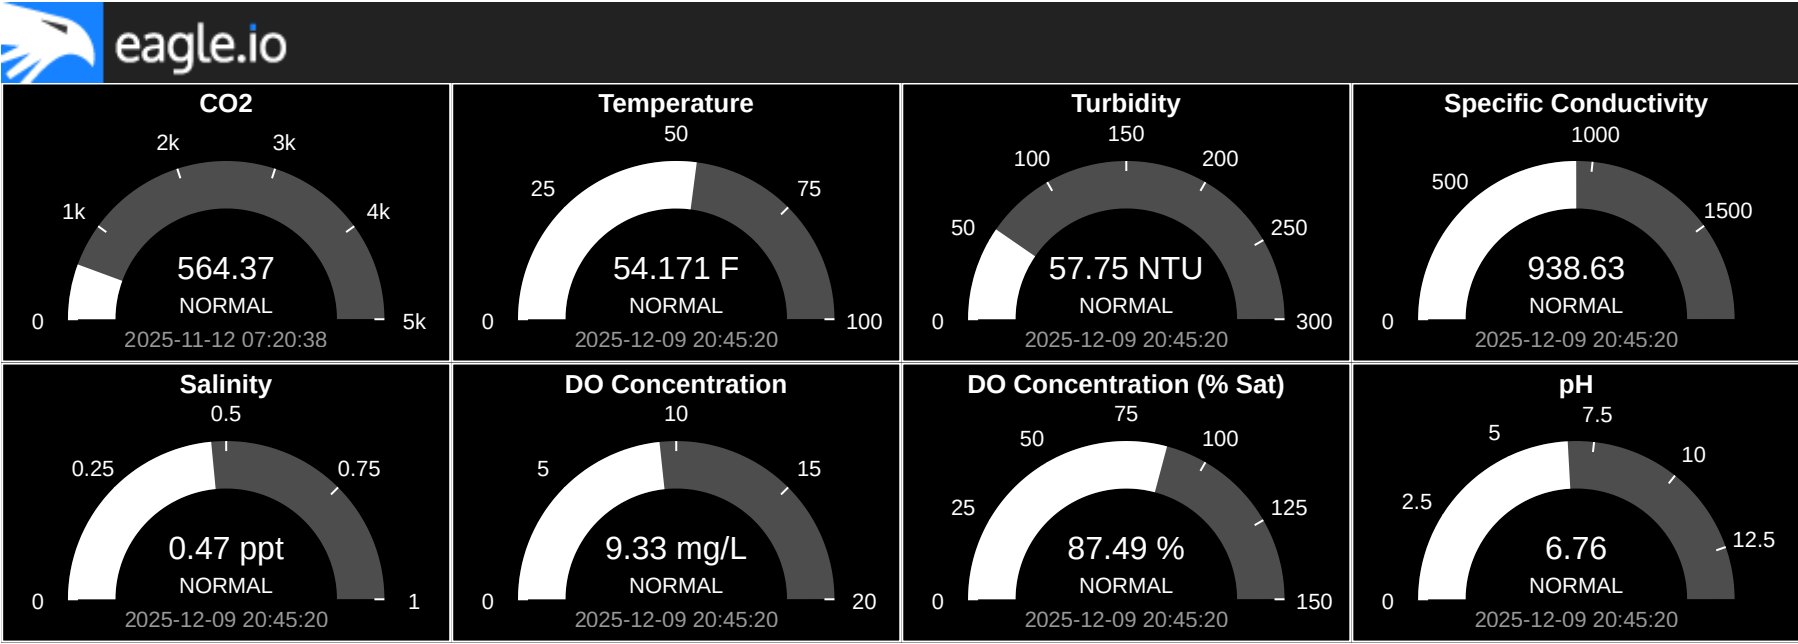 eagle.io
CO2
0
1k
2k
3k
4k
5k
564.37
NORMAL
2025-11-12 07:20:38
Temperature
0
25
50
75
100
54.171 F
NORMAL
2025-12-09 20:45:20
Turbidity
0
50
100
150
200
250
300
57.75 NTU
NORMAL
2025-12-09 20:45:20
Specific Conductivity
0
500
1000
1500
938.63
NORMAL
2025-12-09 20:45:20
Salinity
0
0.25
0.5
0.75
1
0.47 ppt
NORMAL
2025-12-09 20:45:20
DO Concentration
0
5
10
15
20
9.33 mg/L
NORMAL
2025-12-09 20:45:20
DO Concentration (% Sat)
0
25
50
75
100
125
150
87.49 %
NORMAL
2025-12-09 20:45:20
pH
0
2.5
5
7.5
10
12.5
6.76
NORMAL
2025-12-09 20:45:20